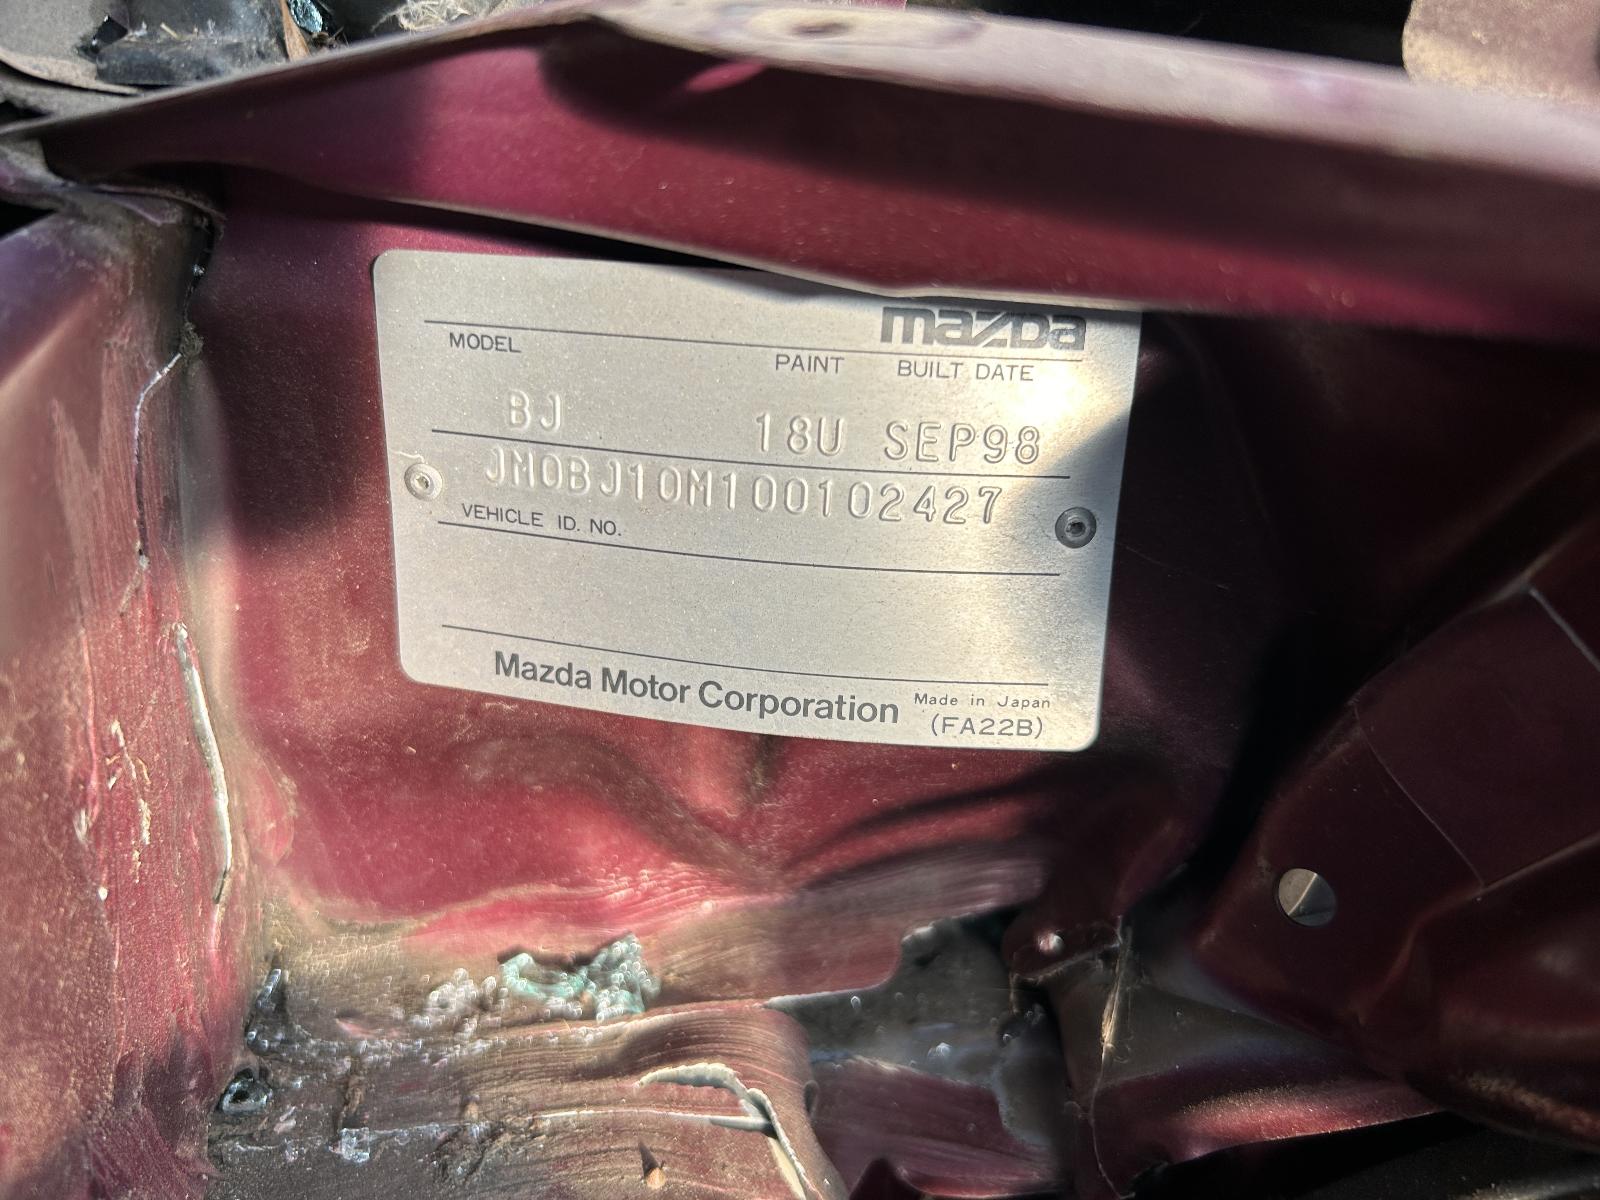 mazda
MODEL PAINT BUILT DATE
BJ 18U SEP98
JM0BJ10M100102427
VEHICLE ID. NO.
Mazda Motor Corporation Made in Japan
(FA22B)